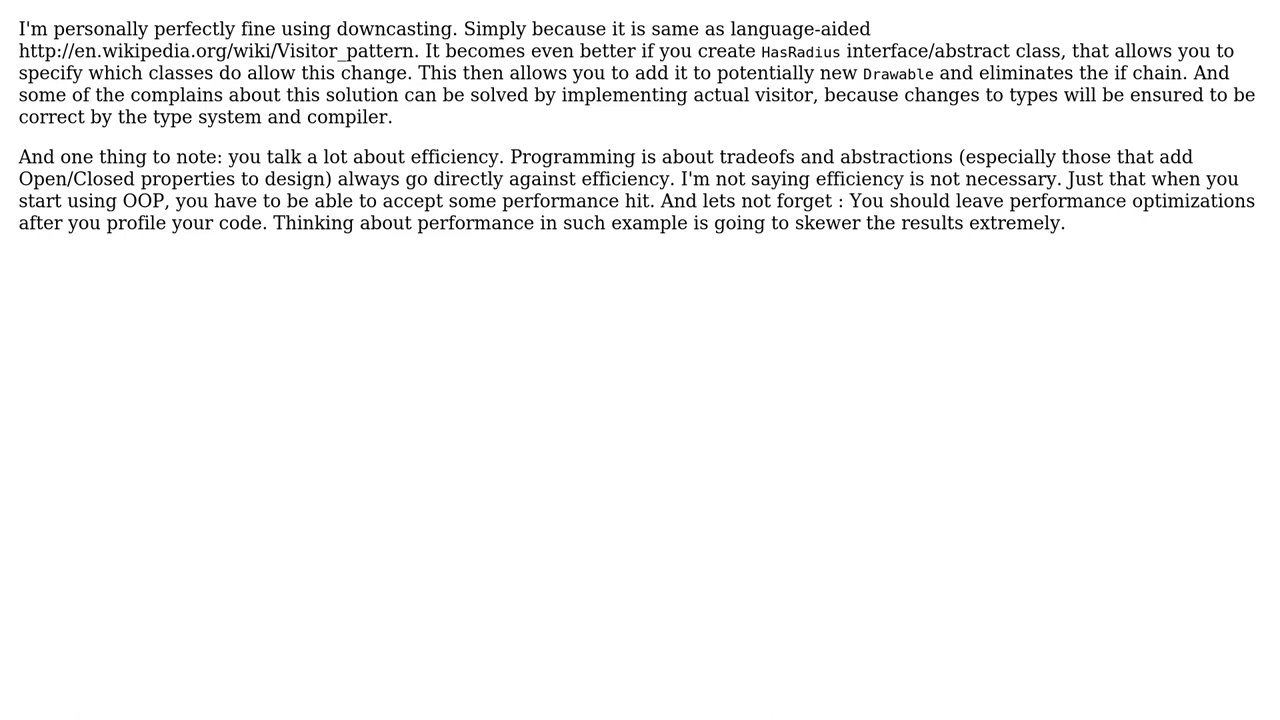 I'm personally perfectly fine using downcasting. Simply because it is same as language-aided
http://en.wikipedia.org/wiki/Visitor_pattern. It becomes even better if you create HasRadius interface/abstract class, that allows you to
specify which classes do allow this change. This then allows you to add it to potentially new Drawable and eliminates the if chain. And
some of the complains about this solution can be solved by implementing actual visitor, because changes to types will be ensured to be
correct by the type system and compiler.
And one thing to note: you talk a lot about efficiency. Programming is about tradeofs and abstractions (especially those that add
Open/Closed properties to design) always go directly against efficiency. I'm not saying efficiency is not necessary. Just that when you
start using OOP, you have to be able to accept some performance hit. And lets not forget : You should leave performance optimizations
after you profile your code. Thinking about performance in such example is going to skewer the results extremely.